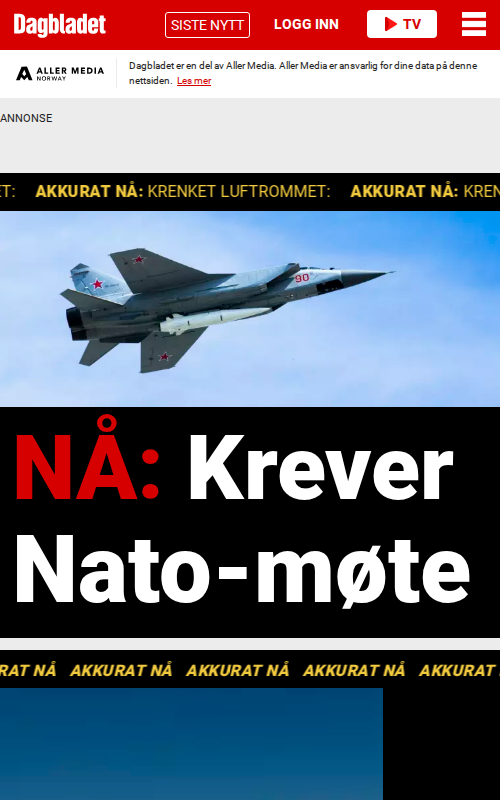 Dagbladet
SISTE NYTT
LOGG INN
TV
ALLER MEDIA
NORWAY
Dagbladet er en del av Aller Media. Aller Media er ansvarlig for dine data på denne
nettsiden. Les mer
ANNONSE
ET: AKKURAT NÅ: KRENKET LUFTROMMET: AKKURAT NÅ: KREN
90
NÅ: Krever
Nato-møte
RAT NÅ AKKURAT NÅ AKKURAT NÅ AKKURAT NÅ AKKURAT